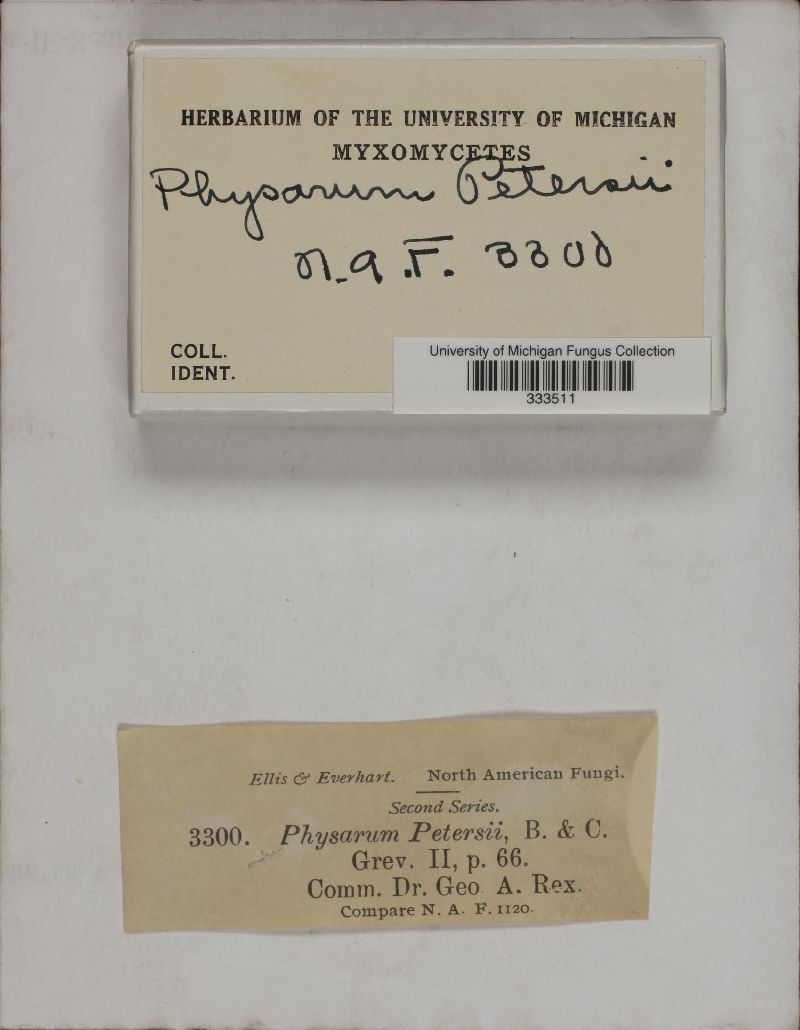 HERBARIUM OF THE UNIVERSITY OF MICHIGAN
MYXOMYCETES
Physarum Petersii
N.A.F. 3300
COLL.
IDENT.
University of Michigan Fungus Collection
333511
Ellis & Everhart. North American Fungi.
Second Series.
3300. Physarum Petersii, B. & C.
Grev. II, p. 66.
Comm. Dr. Geo A. Rex.
Compare N. A. F. 1120.